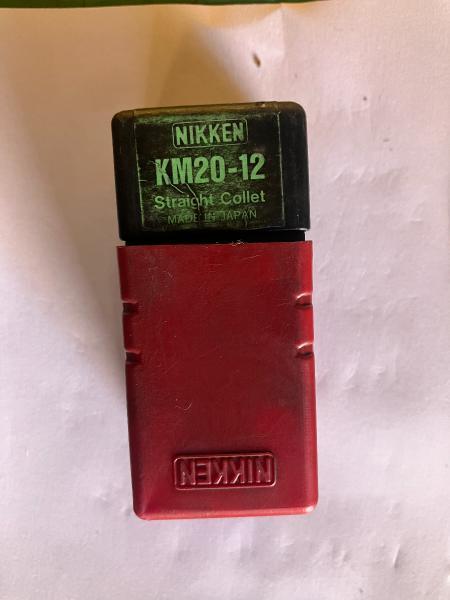 NIKKEN
KM20-12
Straight Collet
MADE IN JAPAN
NIKKEN